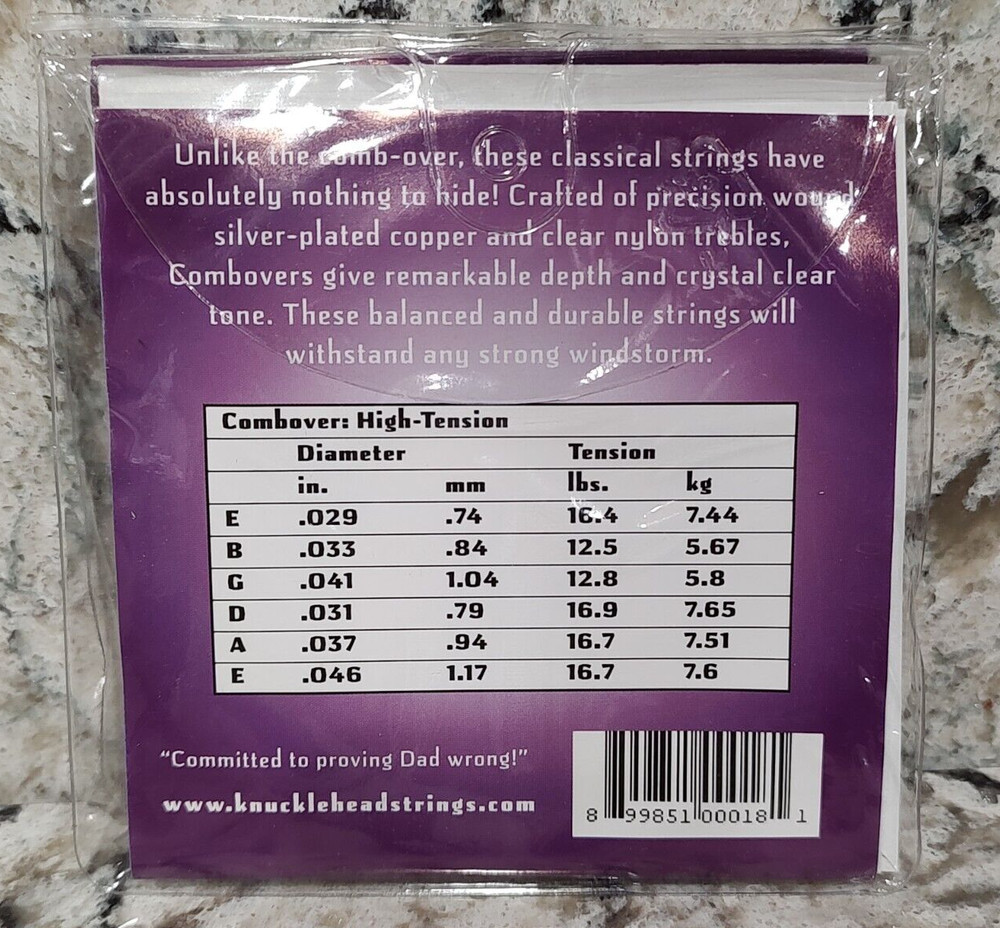 Unlike the comb-over, these classical strings have
absolutely nothing to hide! Crafted of precision wound
silver-plated copper and clear nylon trebles,
Combovers give remarkable depth and crystal clear
tone. These balanced and durable strings will
withstand any strong windstorm.
Combover: High-Tension
Diameter Tension
in. mm lbs. kg
E .029 .74 16.4 7.44
B .033 .84 12.5 5.67
G .041 1.04 12.8 5.8
D .031 .79 16.9 7.65
A .037 .94 16.7 7.51
E .046 1.17 16.7 7.6
“Committed to proving Dad wrong!”
www.knuckleheadstrings.com
8 99851 00018 1